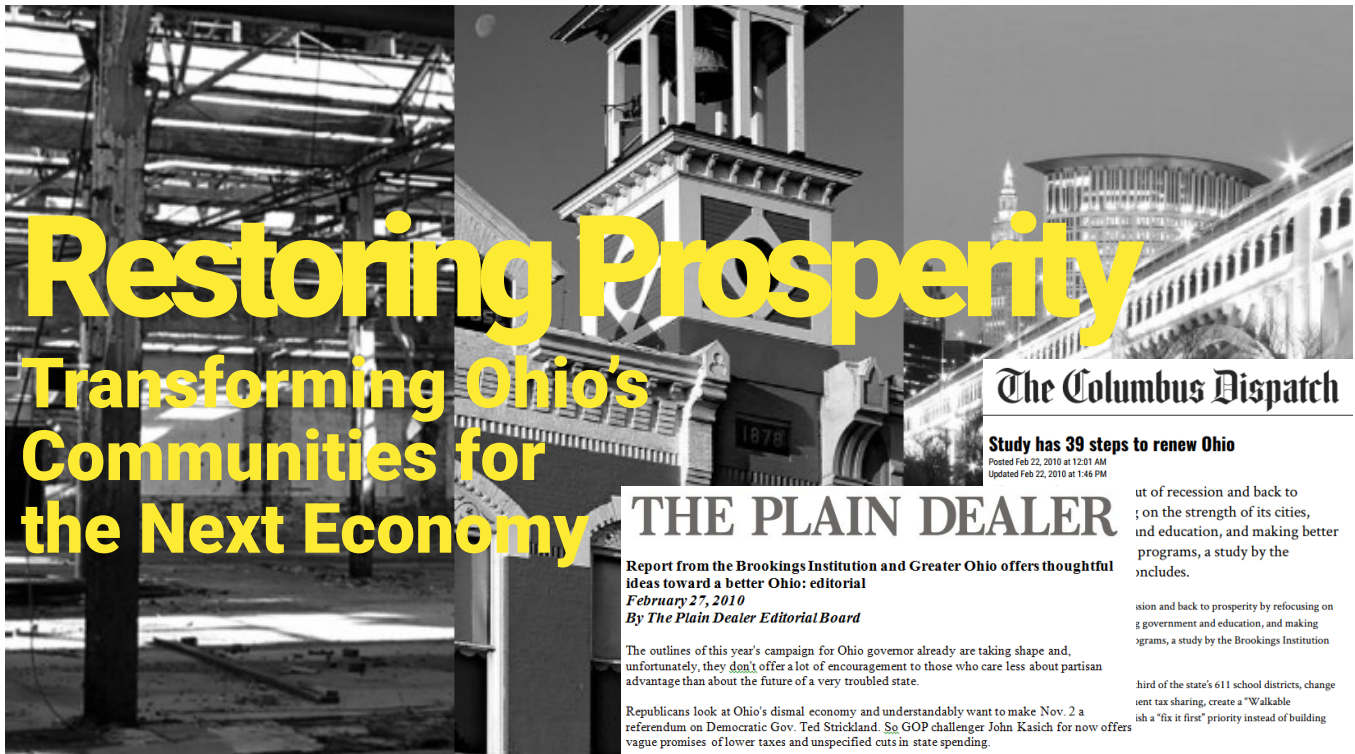 Restoring Prosperity
Transforming Ohio's
Communities for
the Next Economy
1878
The Columbus Dispatch
Study has 39 steps to renew Ohio
Posted Feb 22, 2010 at 12:01 AM
Updated Feb 22, 2010 at 1:46 PM
of recession and back to
on the strength of its cities,
education, and making better
programs, a study by the
and back to prosperity by refocusing on
government and education, and making
a study by the Brookings Institution
of the state's 611 school districts, change
tax sharing, create a "Walkable
a "fix it first" priority instead of building
THE PLAIN DEALER
Report from the Brookings Institution and Greater Ohio offers thoughtful
ideas toward a better Ohio: editorial
February 27, 2010
By The Plain Dealer Editorial Board
The outlines of this year's campaign for Ohio governor already are taking shape and,
unfortunately, they don't offer a lot of encouragement to those who care less about partisan
advantage than about the future of a very troubled state.
Republicans look at Ohio's dismal economy and understandably want to make Nov. 2 a
referendum on Democratic Gov. Ted Strickland. So GOP challenger John Kasich for now offers
vague promises of lower taxes and unspecified cuts in state spending.